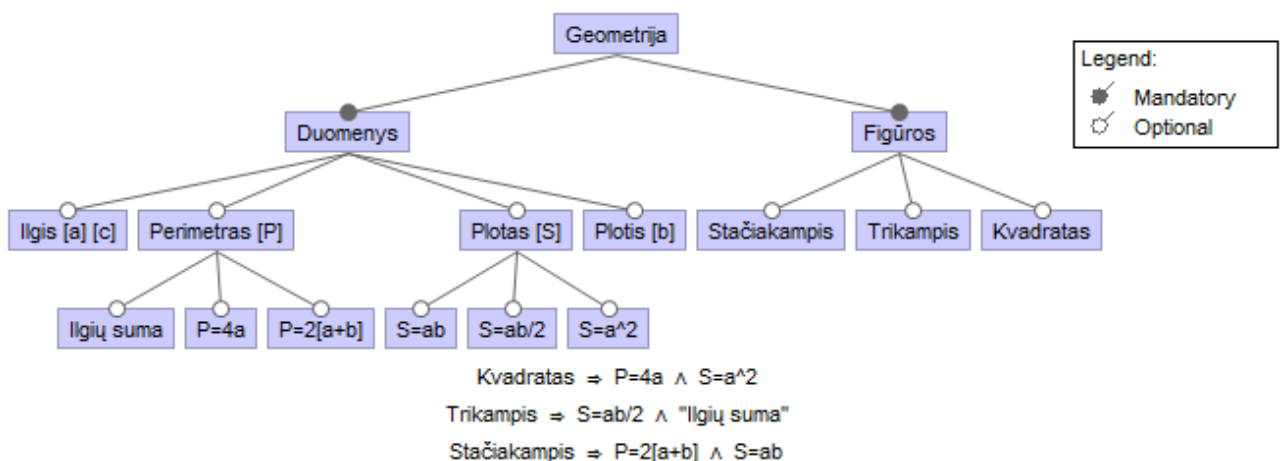 Geometrija
Legend:
Mandatory
Optional
Duomenys
Figūros
Ilgis [a] [c]
Perimetras [P]
Plotas [S]
Plotis [b]
Stačiakampis
Trikampis
Kvadratas
Ilgių suma
P=4a
P=2[a+b]
S=ab
S=ab/2
S=a^2
Kvadratas ⇒ P=4a ∧ S=a^2
Trikampis ⇒ S=ab/2 ∧ "Ilgių suma"
Stačiakampis ⇒ P=2[a+b] ∧ S=ab